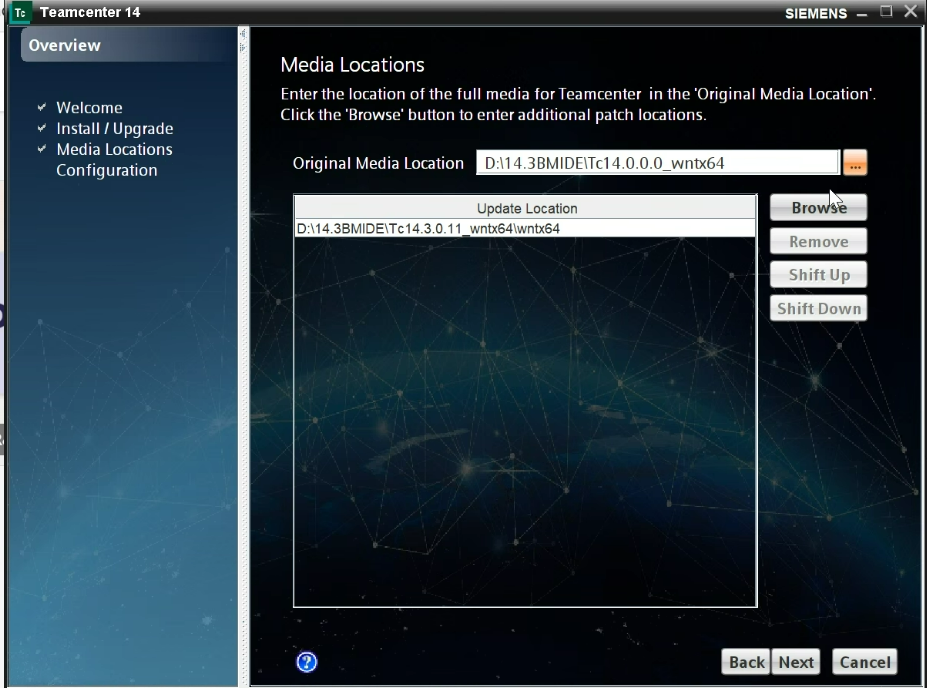 Tc Teamcenter 14
SIEMENS
Overview
Welcome
Install / Upgrade
Media Locations
Configuration
Media Locations
Enter the location of the full media for Teamcenter in the 'Original Media Location'.
Click the 'Browse' button to enter additional patch locations.
Original Media Location D:\14.3BMIDE\Tc14.0.0.0_wntx64 ...
Update Location
D:\14.3BMIDE\Tc14.3.0.11_wntx64\wntx64
Browse
Remove
Shift Up
Shift Down
?
Back Next Cancel